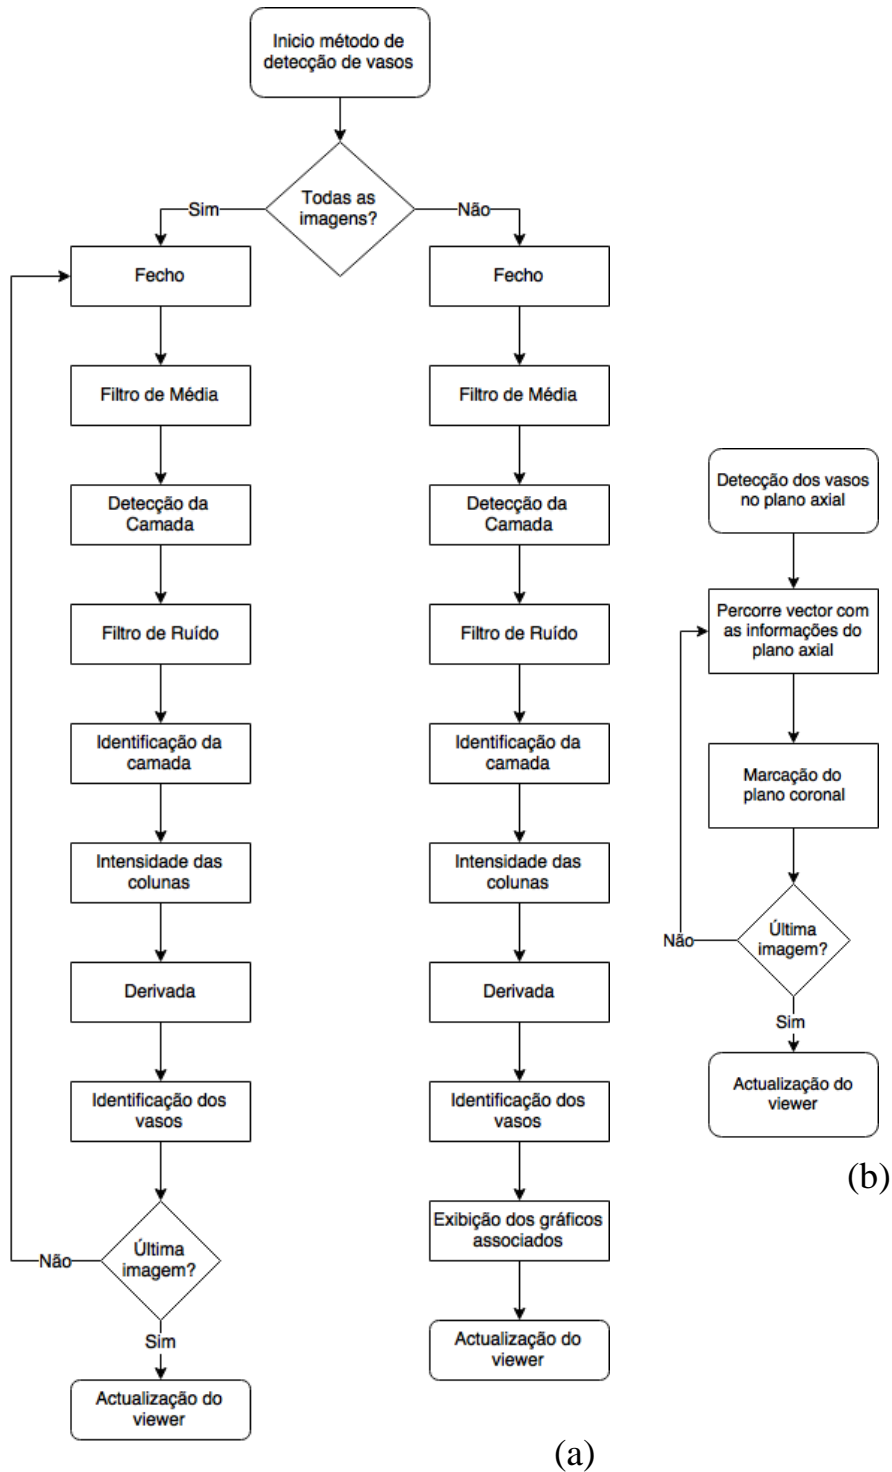 Inicio método de
detecção de vasos
Todas as
imagens?
Sim
Não
Fecho
Filtro de Média
Detecção da
Camada
Filtro de Ruído
Identificação da
camada
Intensidade das
colunas
Derivada
Identificação dos
vasos
Última
imagem?
Não
Sim
Actualização do
viewer
Fecho
Filtro de Média
Detecção da
Camada
Filtro de Ruído
Identificação da
camada
Intensidade das
colunas
Derivada
Identificação dos
vasos
Exibição dos gráficos
associados
Actualização do
viewer
(a)
Detecção dos vasos
no plano axial
Percorre vector com
as informações do
plano axial
Marcação do
plano coronal
Última
imagem?
Não
Sim
Actualização do
viewer
(b)